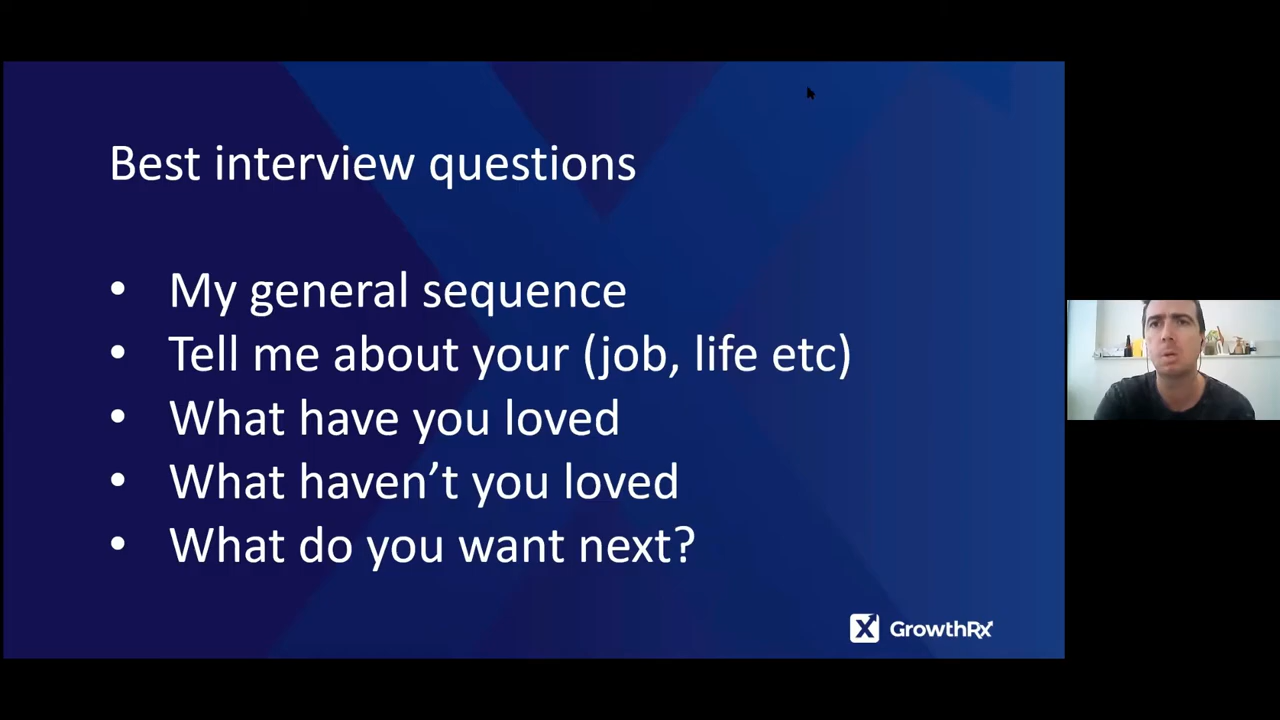 Best interview questions
• My general sequence
• Tell me about your (job, life etc)
• What have you loved
• What haven’t you loved
• What do you want next?
X GrowthRx